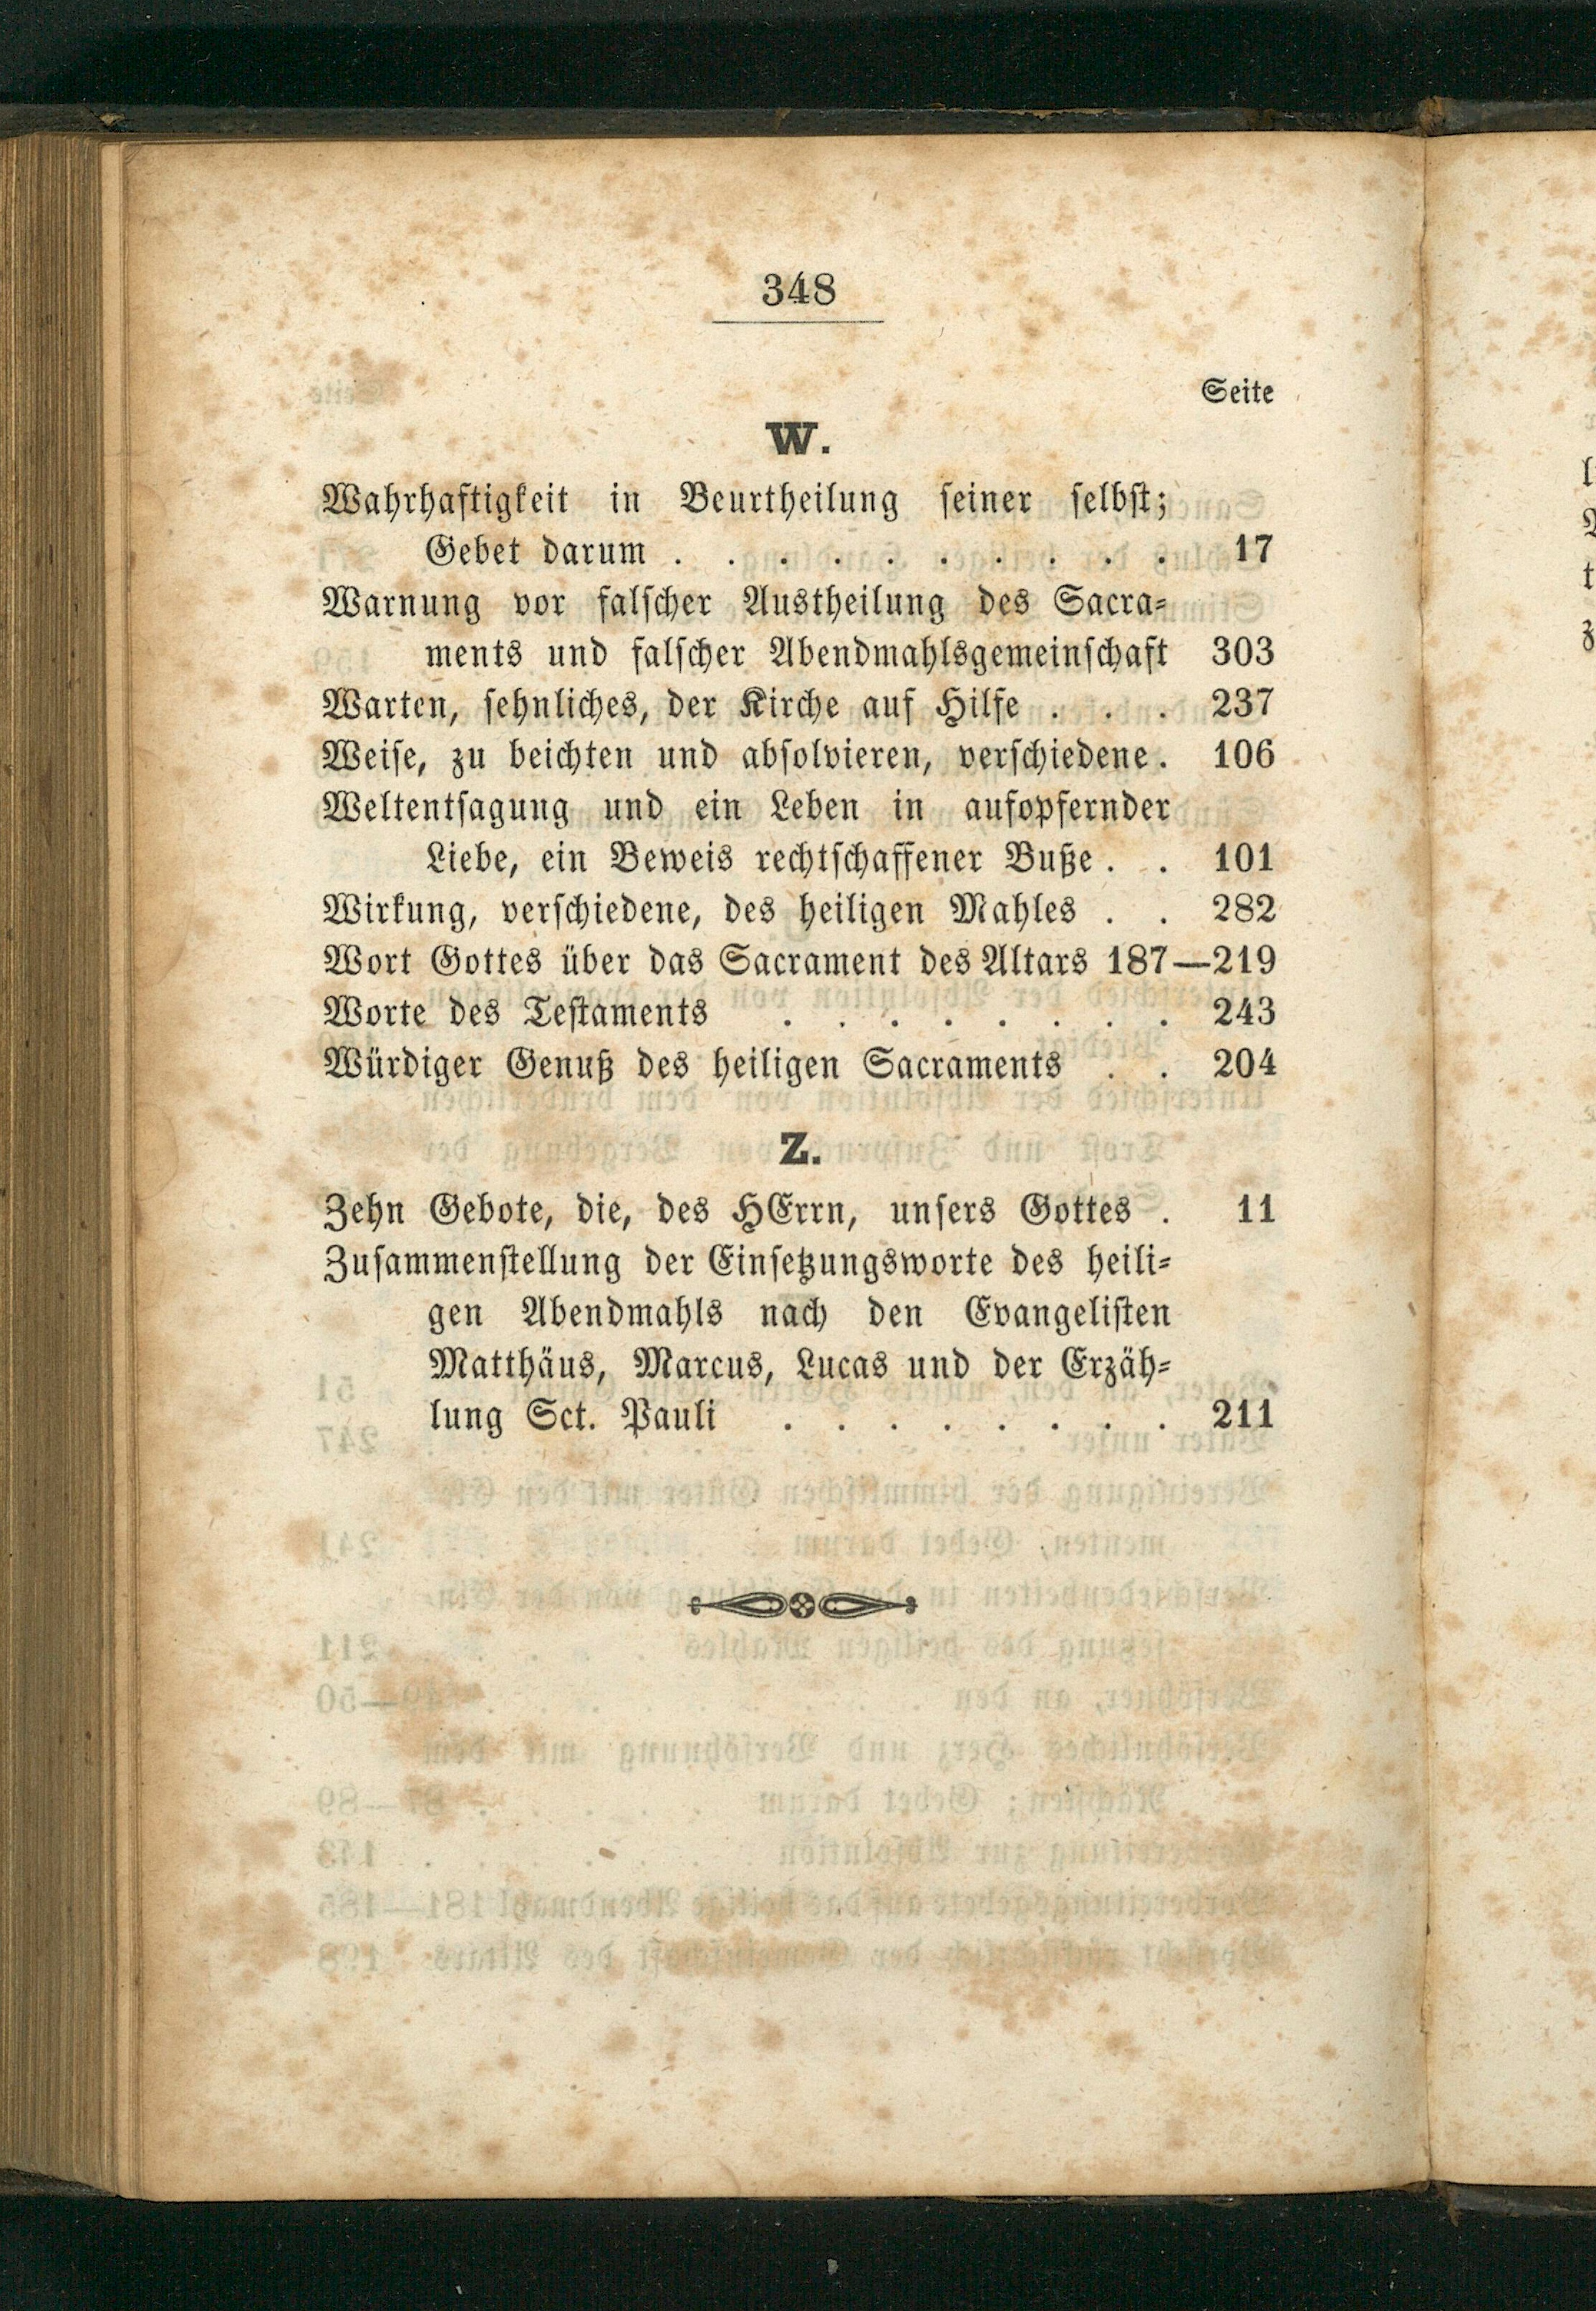 348
Seite
W.
Wahrhaftigkeit in Beurtheilung seiner selbst;
Gebet darum . . . . . . . . . . 17
Warnung vor falscher Austheilung des Sacra-
ments und falscher Abendmahlsgemeinschaft 303
Warten, sehnliches, der Kirche auf Hilfe . . . 237
Weise, zu beichten und absolvieren, verschiedene. 106
Weltentsagung und ein Leben in aufopfernder
Liebe, ein Beweis rechtschaffener Buße . . 101
Wirkung, verschiedene, des heiligen Mahles . . 282
Wort Gottes über das Sacrament des Altars 187—219
Worte des Testaments . . . . . . . . 243
Würdiger Genuß des heiligen Sacraments . . 204
Z.
Zehn Gebote, die, des HErrn, unsers Gottes . 11
Zusammenstellung der Einsetzungsworte des heili-
gen Abendmahls nach den Evangelisten
Matthäus, Marcus, Lucas und der Erzäh-
lung Sct. Pauli . . . . . . . . 211